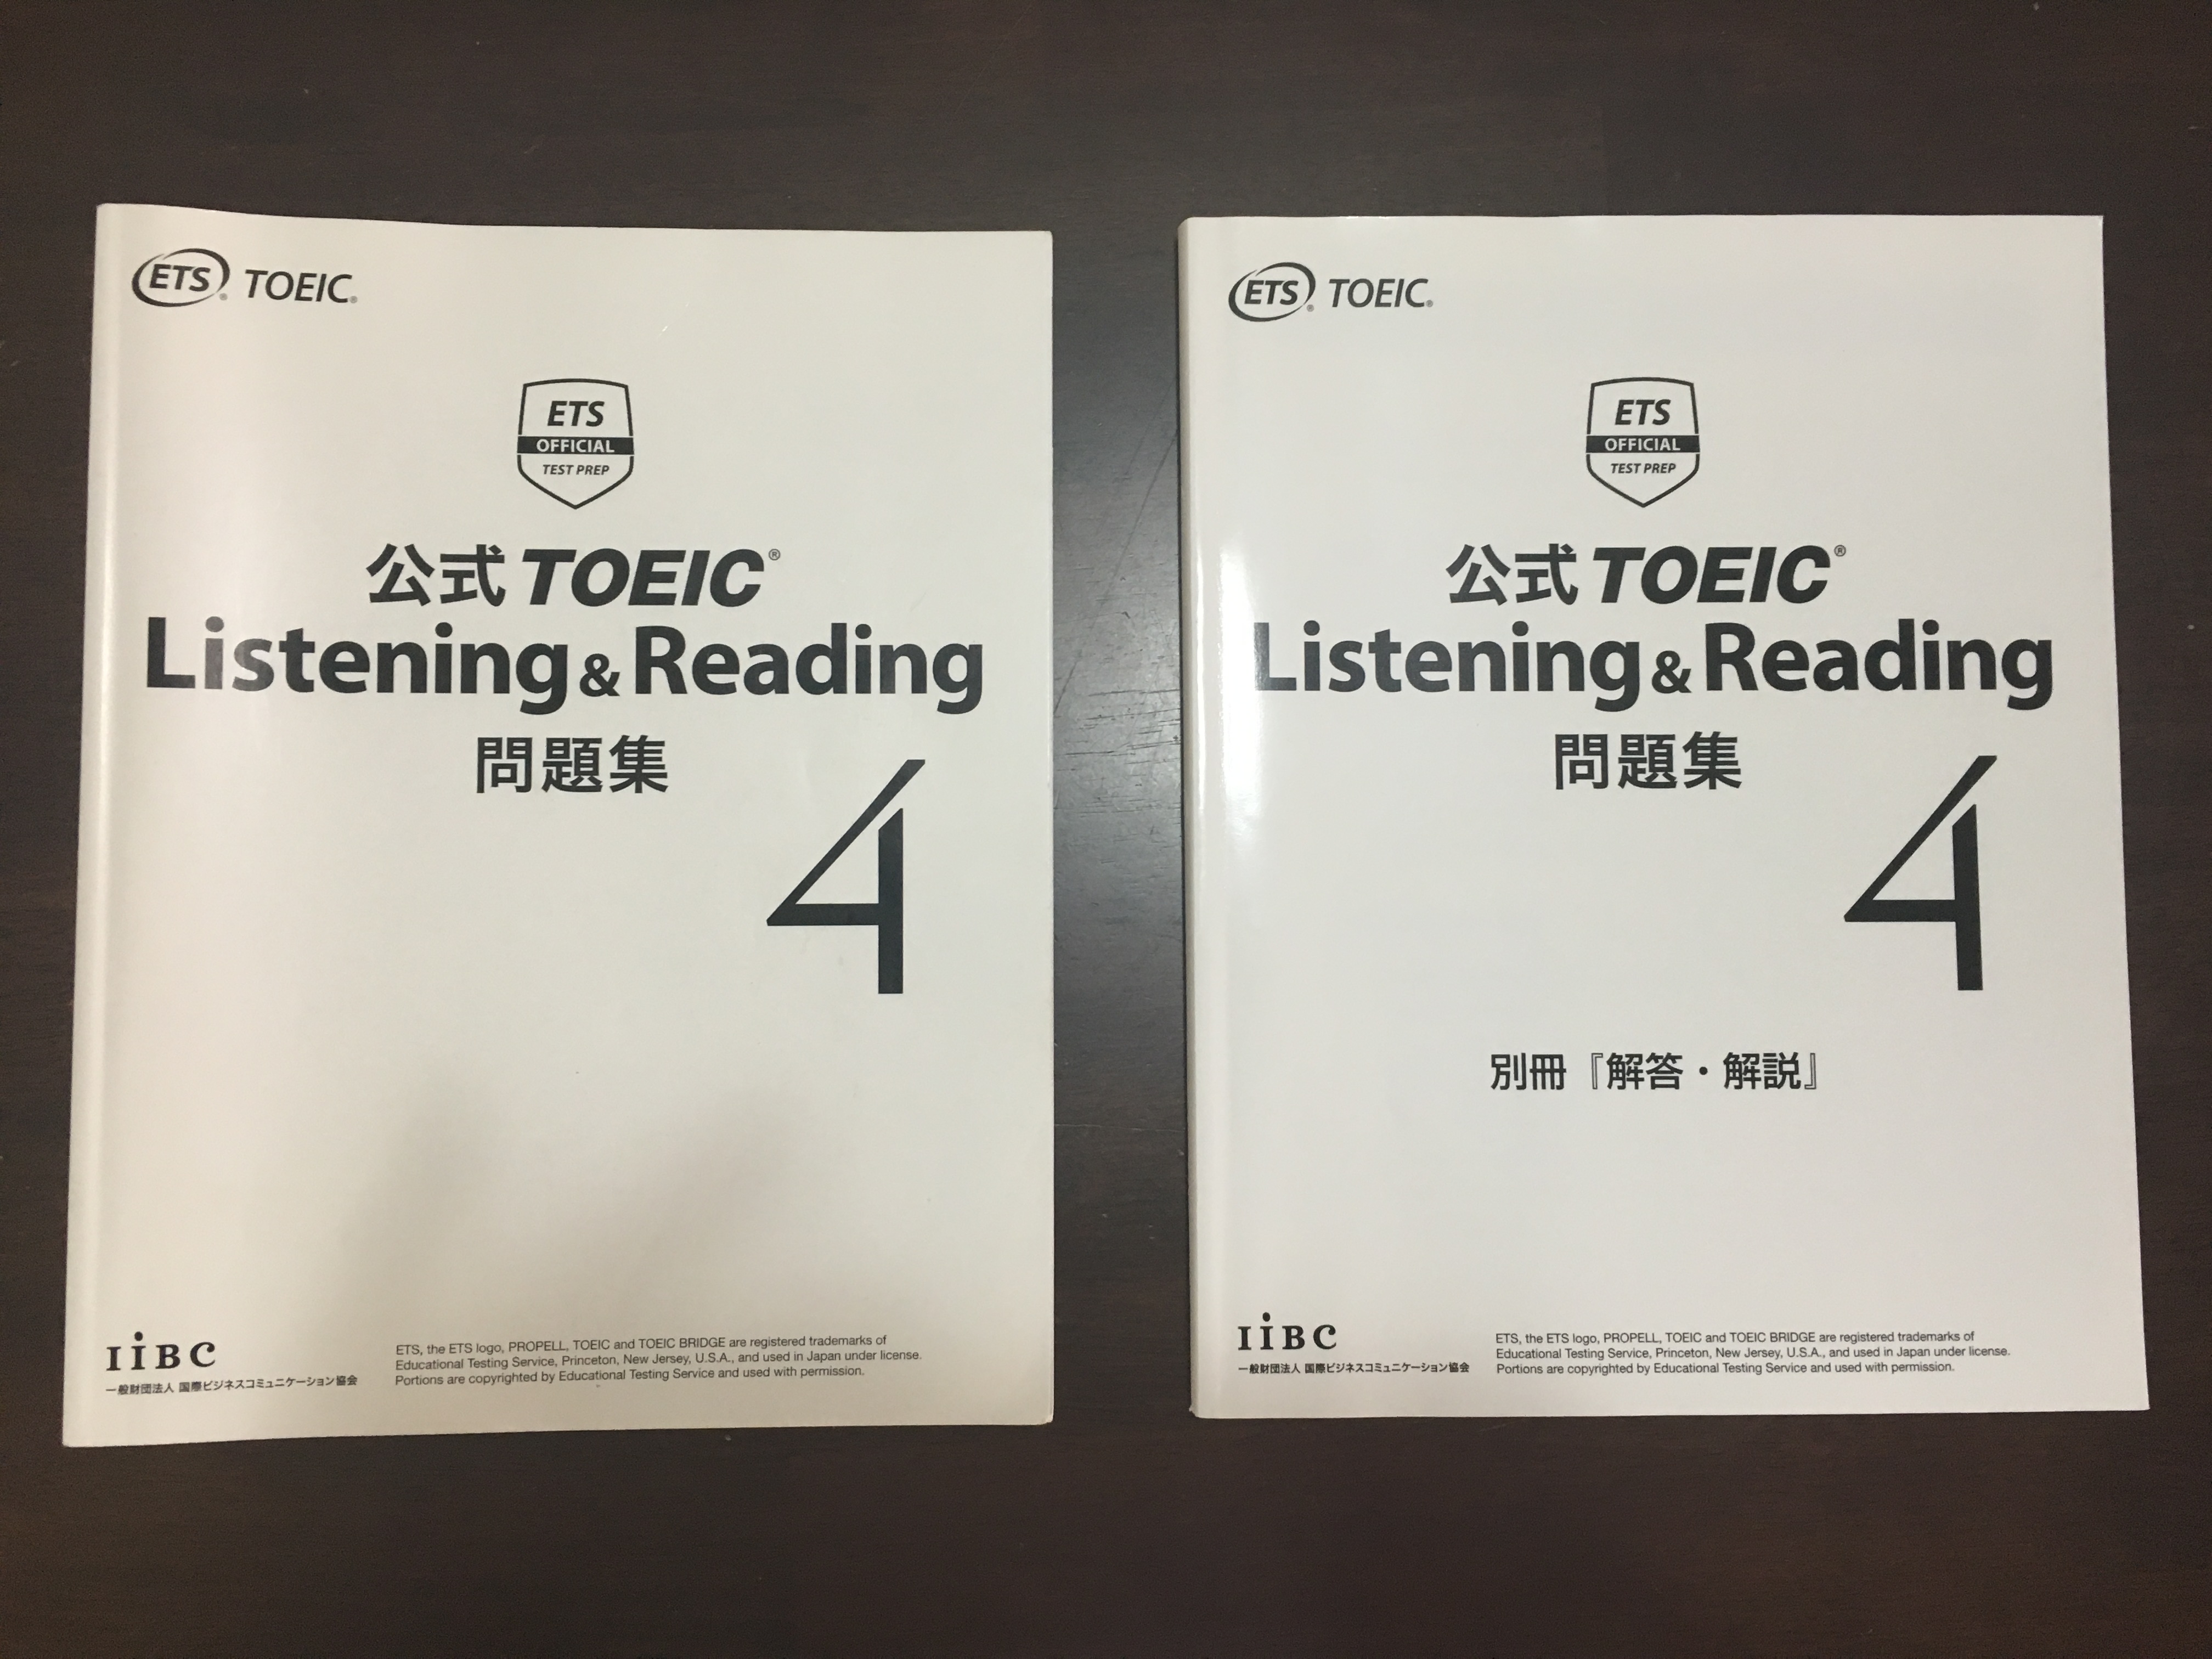 ETS® TOEIC®
ETS
OFFICIAL
TEST PREP
公式 TOEIC®
Listening & Reading
問題集
4
IiBC
一般財団法人 国際ビジネスコミュニケーション協会
ETS, the ETS logo, PROPELL, TOEIC and TOEIC BRIDGE are registered trademarks of
Educational Testing Service, Princeton, New Jersey, U.S.A., and used in Japan under license.
Portions are copyrighted by Educational Testing Service and used with permission.
ETS® TOEIC®
ETS
OFFICIAL
TEST PREP
公式 TOEIC®
Listening & Reading
問題集
4
別冊『解答・解説』
IiBC
一般財団法人 国際ビジネスコミュニケーション協会
ETS, the ETS logo, PROPELL, TOEIC and TOEIC BRIDGE are registered trademarks of
Educational Testing Service, Princeton, New Jersey, U.S.A., and used in Japan under license.
Portions are copyrighted by Educational Testing Service and used with permission.